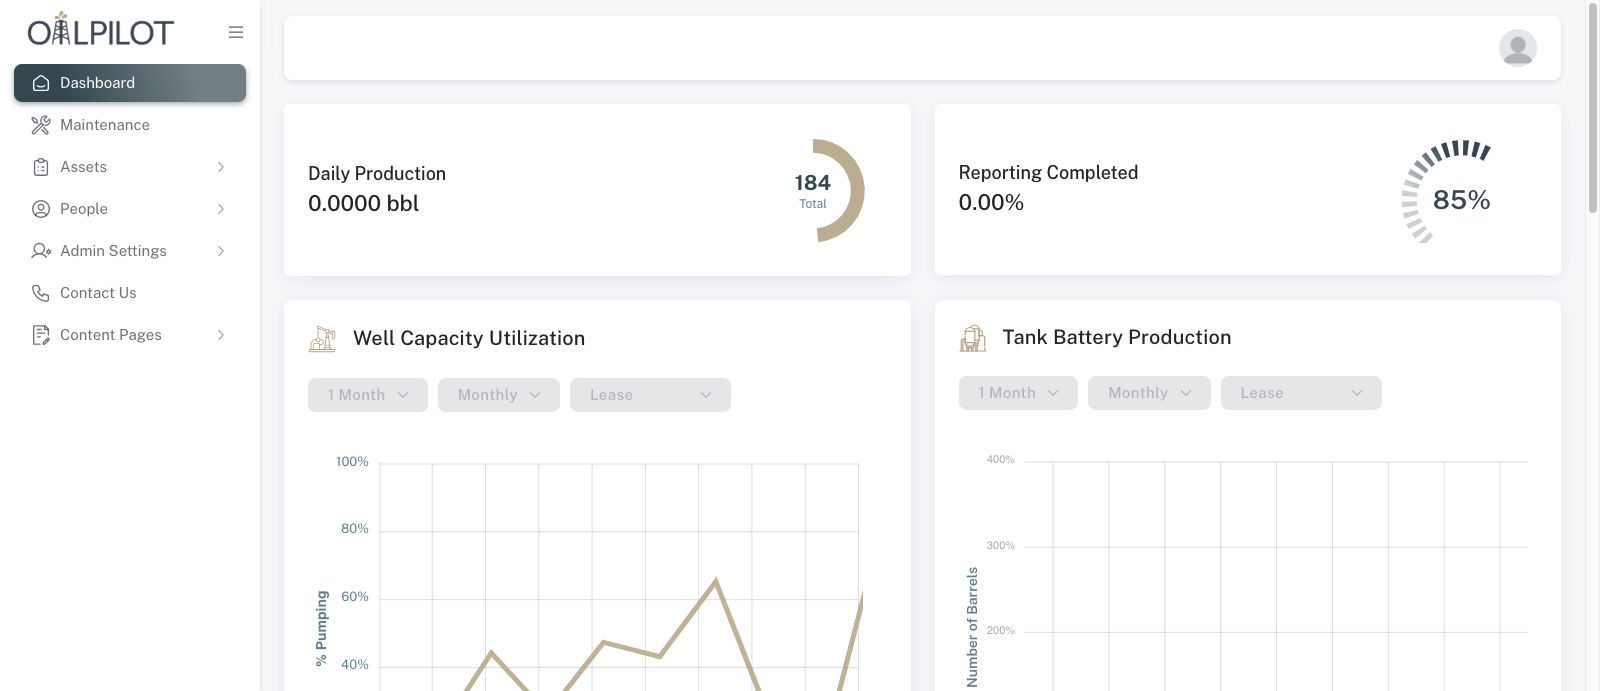 OILPILOT
Dashboard
Maintenance
Assets
People
Admin Settings
Contact Us
Content Pages
Daily Production
0.0000 bbl
184
Total
Reporting Completed
0.00%
85%
Well Capacity Utilization
1 Month
Monthly
Lease
100%
80%
60%
40%
% Pumping
Tank Battery Production
1 Month
Monthly
Lease
400%
300%
200%
Number of Barrels